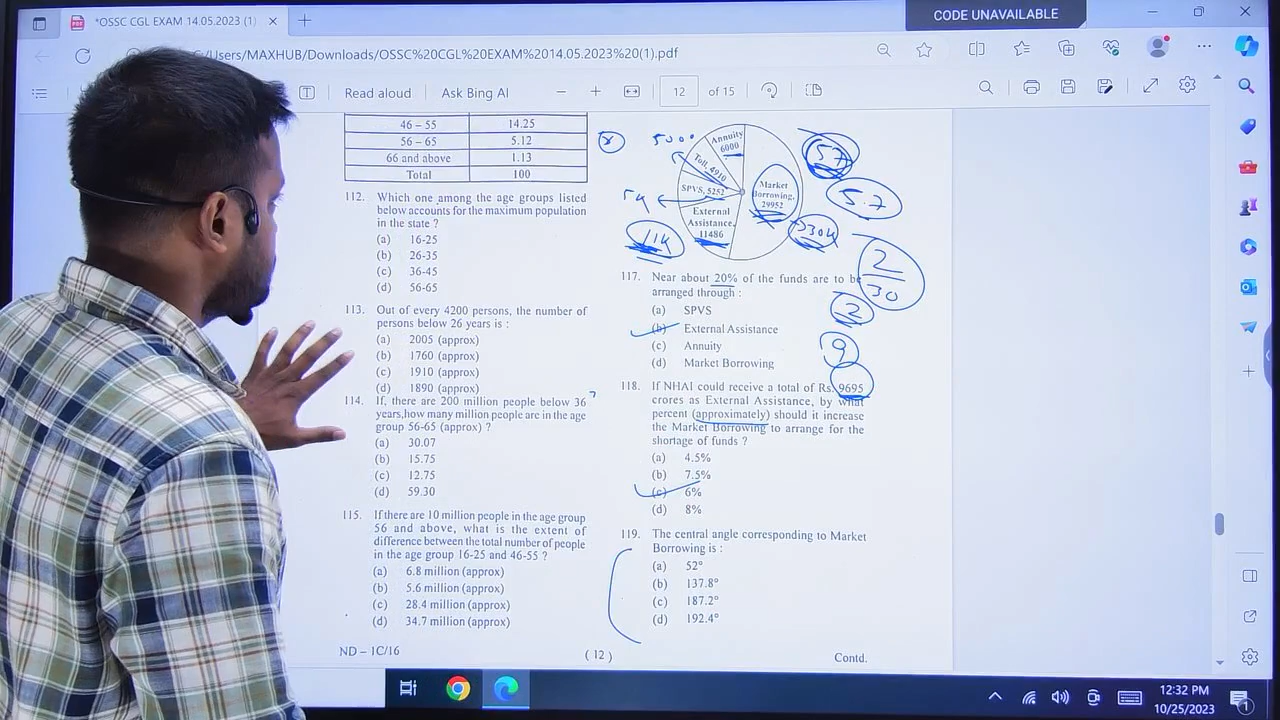 *OSSC CGL EXAM 14.05.2023 (1)
CODE UNAVAILABLE
/Users/MAXHUB/Downloads/OSSC%20CGL%20EXAM%2014.05.2023%20(1).pdf
Read aloud
Ask Bing AI
12
of 15
46 – 55 14.25
56 – 65 5.12
66 and above 1.13
Total 100
112. Which one among the age groups listed
below accounts for the maximum population
in the state ?
(a) 16-25
(b) 26-35
(c) 36-45
(d) 56-65
113. Out of every 4200 persons, the number of
persons below 26 years is :
(a) 2005 (approx)
(b) 1760 (approx)
(c) 1910 (approx)
(d) 1890 (approx)
114. If, there are 200 million people below 36
years,how many million people are in the age
group 56-65 (approx) ?
(a) 30.07
(b) 15.75
(c) 12.75
(d) 59.30
115. If there are 10 million people in the age group
56 and above, what is the extent of
difference between the total number of people
in the age group 16-25 and 46-55 ?
(a) 6.8 million (approx)
(b) 5.6 million (approx)
(c) 28.4 million (approx)
(d) 34.7 million (approx)
ND – 1C/16
Annuity
6000
Toll, 4910
SPVS, 5252
External
Assistance,
11486
Market
Borrowing,
29952
57
5.7
11k
30k
2
30
2
9
117. Near about 20% of the funds are to be
arranged through :
(a) SPVS
(b) External Assistance
(c) Annuity
(d) Market Borrowing
118. If NHAI could receive a total of Rs. 9695
crores as External Assistance, by what
percent (approximately) should it increase
the Market Borrowing to arrange for the
shortage of funds ?
(a) 4.5%
(b) 7.5%
(c) 6%
(d) 8%
119. The central angle corresponding to Market
Borrowing is :
(a) 52°
(b) 137.8°
(c) 187.2°
(d) 192.4°
( 12 )
Contd.
12:32 PM
10/25/2023